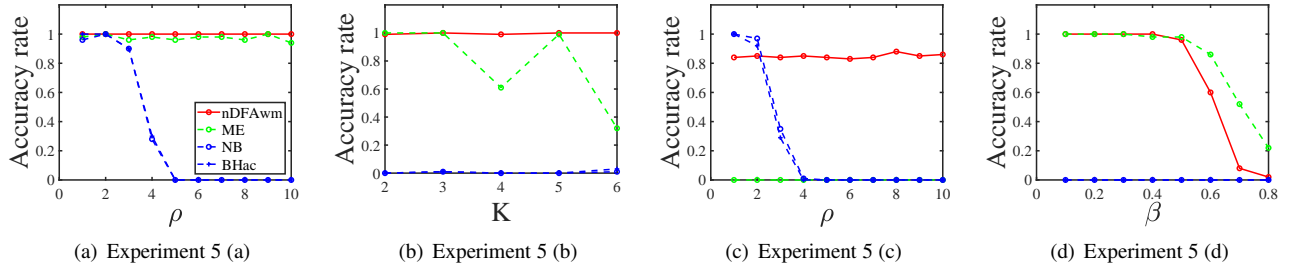 Accuracy rate
1
0.8
0.6
0.4
0.2
0
0 2 4 6 8 10
ρ
nDFAwm
ME
NB
BHac
(a) Experiment 5 (a)
Accuracy rate
1
0.8
0.6
0.4
0.2
0
2 3 4 5 6
K
(b) Experiment 5 (b)
Accuracy rate
1
0.8
0.6
0.4
0.2
0
0 2 4 6 8 10
ρ
(c) Experiment 5 (c)
Accuracy rate
1
0.8
0.6
0.4
0.2
0
0 0.2 0.4 0.6 0.8
β
(d) Experiment 5 (d)